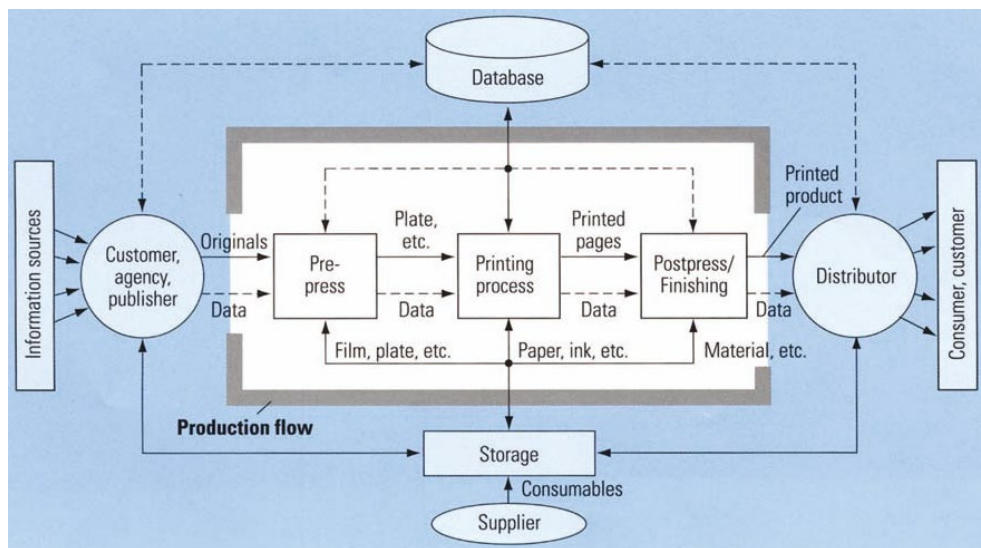 Database
Information sources
Customer,
agency,
publisher
Originals
Data
Pre-
press
Plate,
etc.
Data
Printing
process
Printed
pages
Data
Postpress/
Finishing
Printed
product
Data
Distributor
Consumer, customer
Film, plate, etc.
Paper, ink, etc.
Material, etc.
Production flow
Storage
Consumables
Supplier